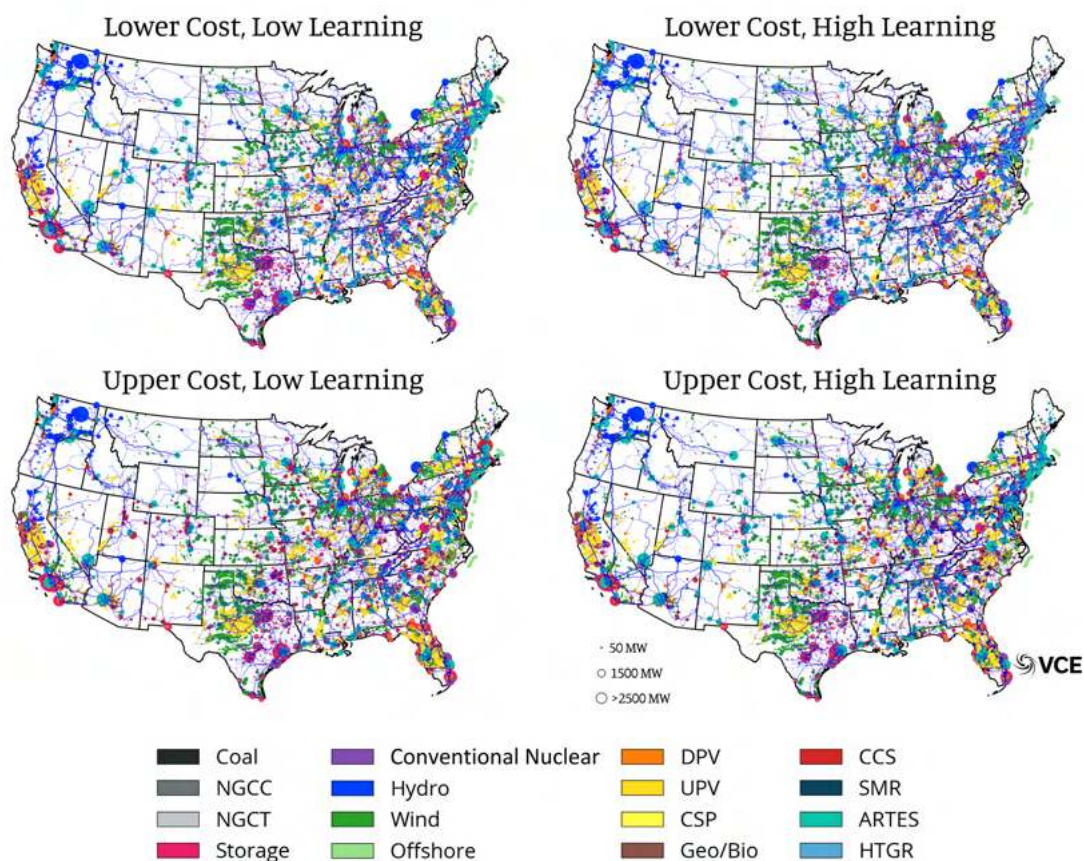 Lower Cost, Low Learning
Lower Cost, High Learning
Upper Cost, Low Learning
Upper Cost, High Learning
50 MW
1500 MW
>2500 MW
VCE
Coal
Conventional Nuclear
DPV
CCS
NGCC
Hydro
UPV
SMR
NGCT
Wind
CSP
ARTES
Storage
Offshore
Geo/Bio
HTGR